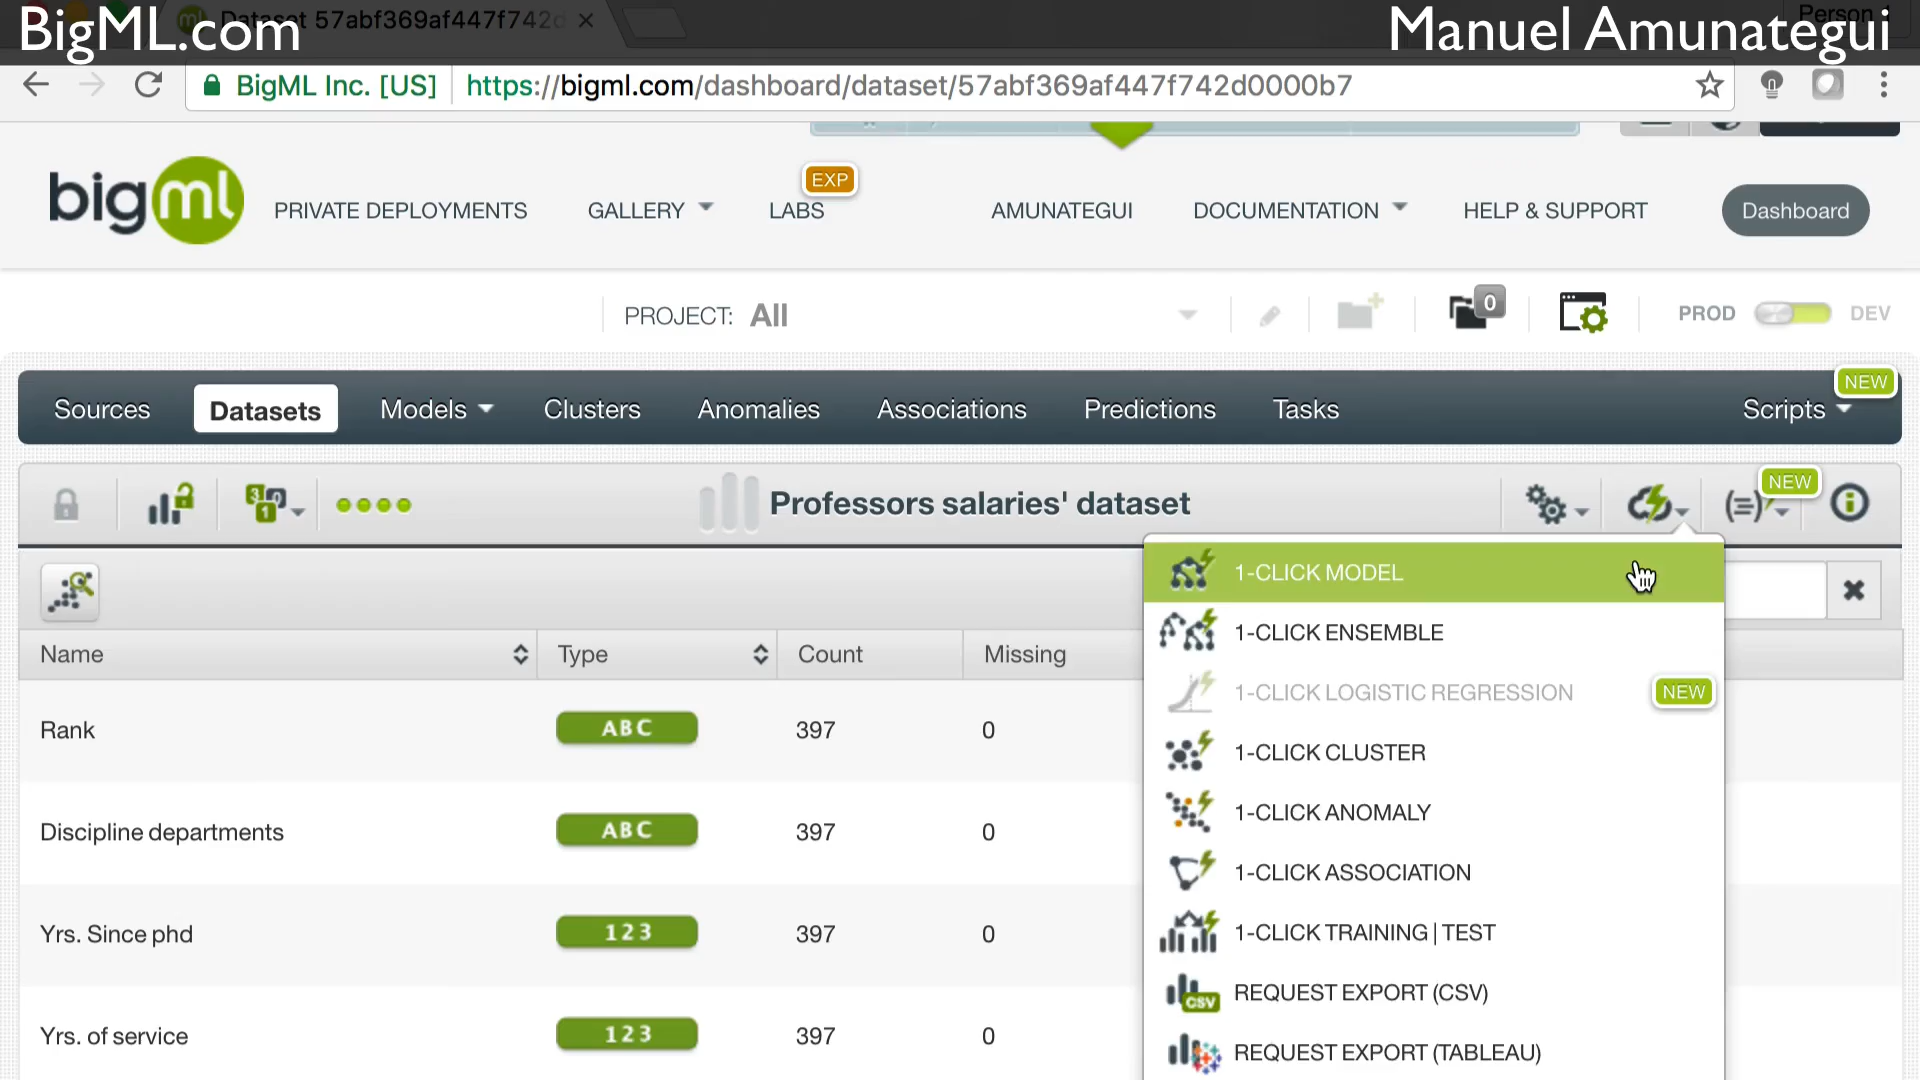 BigML.com
Manuel Amunategui
Dataset 57abf369af447f742d
Person 1
BigML Inc. [US]
https://bigml.com/dashboard/dataset/57abf369af447f742d0000b7
bigml
PRIVATE DEPLOYMENTS
GALLERY
LABS
EXP
AMUNATEGUI
DOCUMENTATION
HELP & SUPPORT
Dashboard
PROJECT: All
0
PROD
DEV
Sources
Datasets
Models
Clusters
Anomalies
Associations
Predictions
Tasks
Scripts
NEW
Professors salaries' dataset
NEW
Name
Type
Count
Missing
Rank
ABC
397
0
Discipline departments
ABC
397
0
Yrs. Since phd
123
397
0
Yrs. of service
123
397
0
1-CLICK MODEL
1-CLICK ENSEMBLE
1-CLICK LOGISTIC REGRESSION
NEW
1-CLICK CLUSTER
1-CLICK ANOMALY
1-CLICK ASSOCIATION
1-CLICK TRAINING | TEST
CSV
REQUEST EXPORT (CSV)
REQUEST EXPORT (TABLEAU)